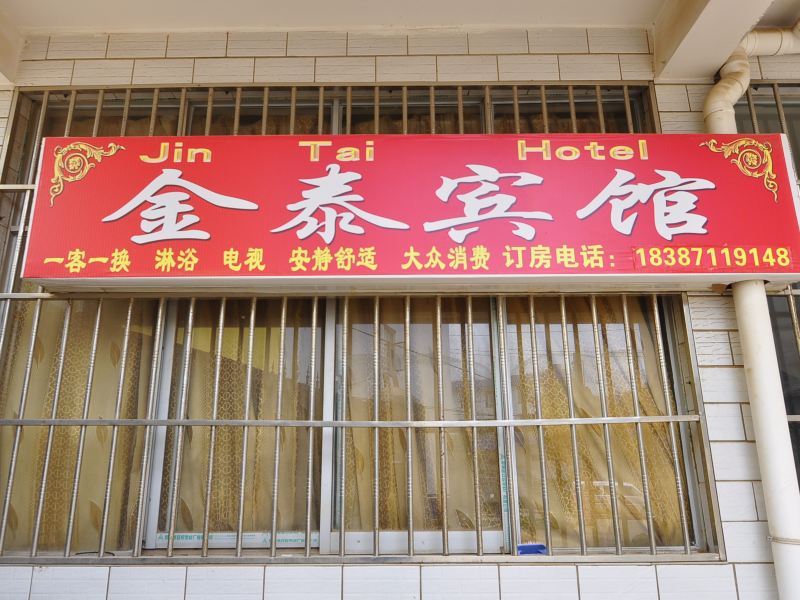 Jin Tai Hotel
金泰宾馆
一客一换 淋浴 电视 安静舒适 大众消费 订房电话：18387119148